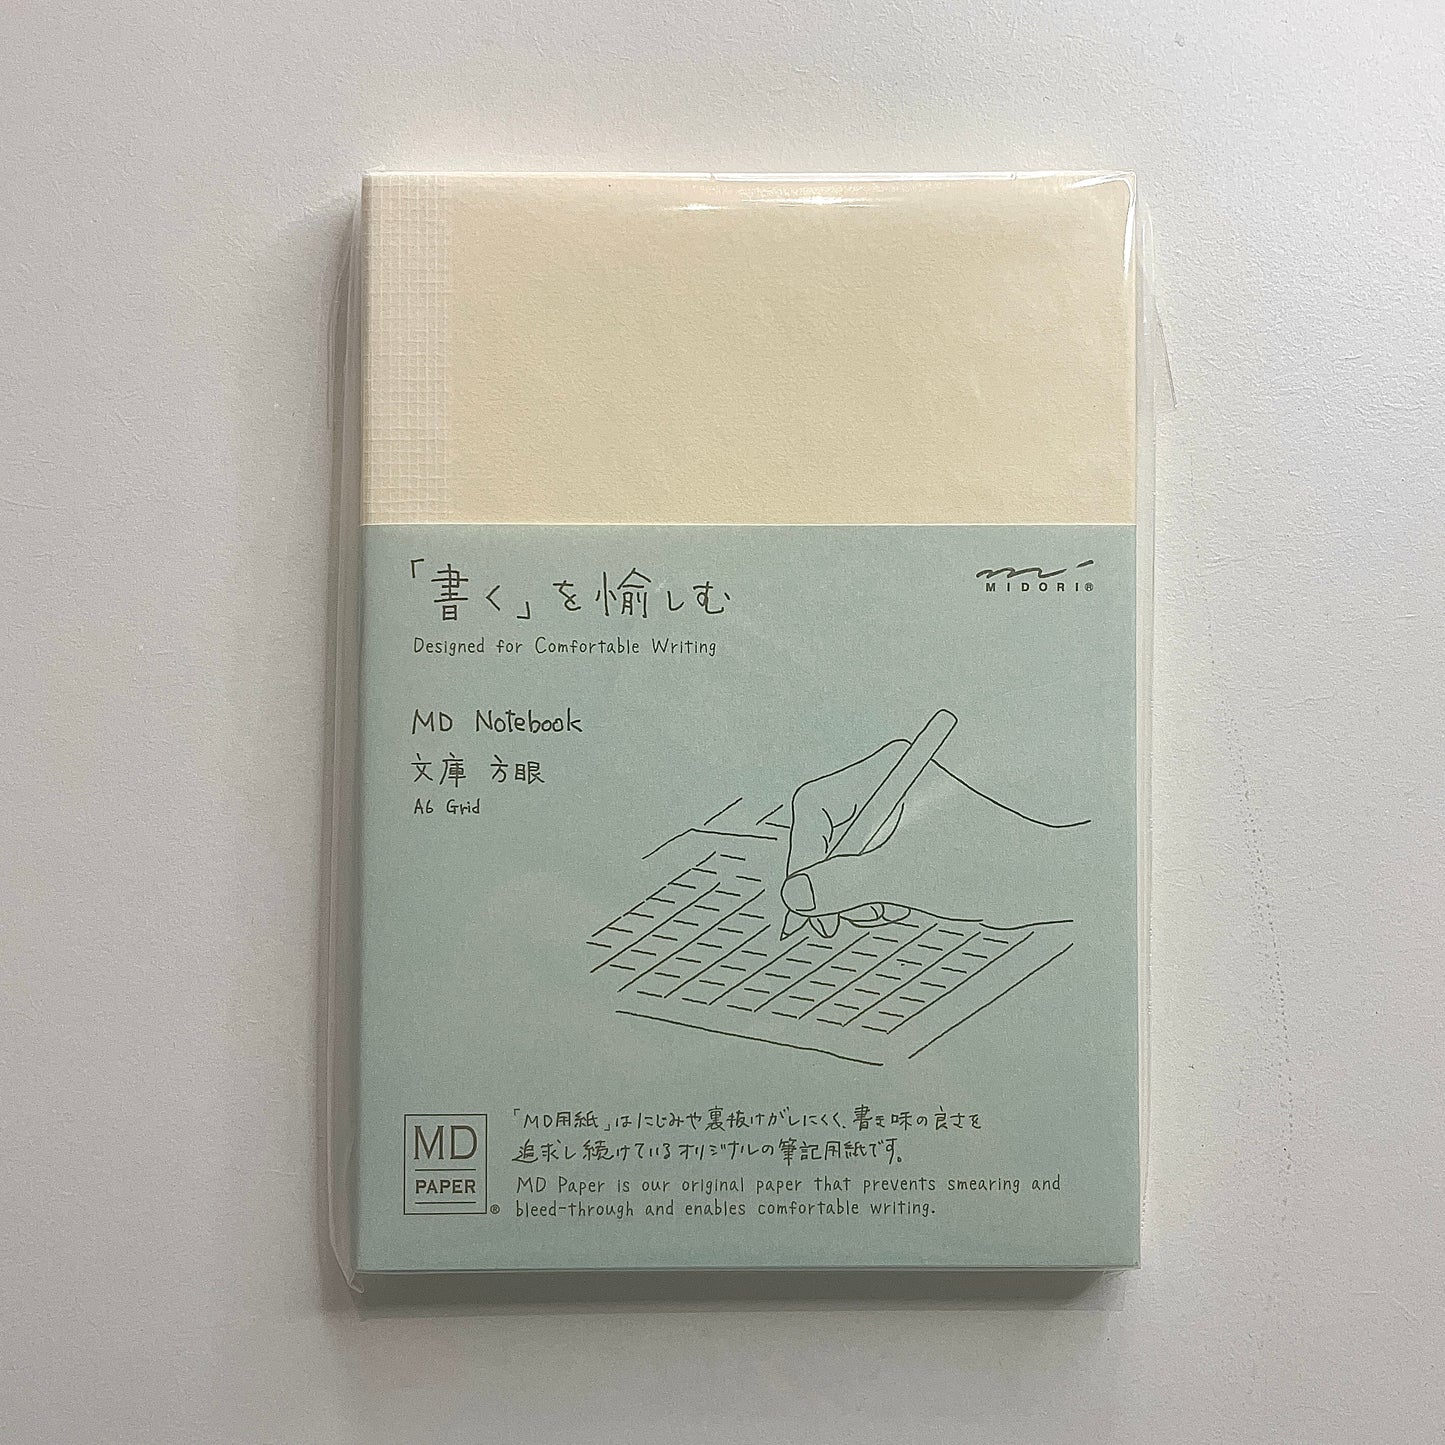 「書く」を愉しむ
MIDORI®
Designed for Comfortable Writing
MD Notebook
文庫 方眼
A6 Grid
「MD用紙」はにじみや裏抜けがしにくく、書き味の良さを
追求し続けているオリジナルの筆記用紙です。
MD Paper is our original paper that prevents smearing and
bleed-through and enables comfortable writing.
MD
PAPER
®